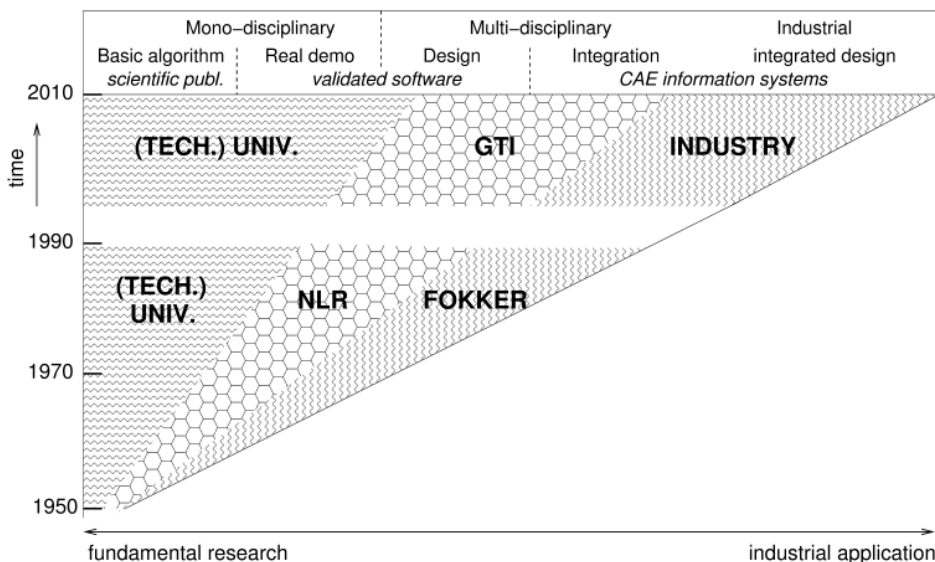 Mono-disciplinary Multi-disciplinary Industrial
Basic algorithm Real demo Design Integration integrated design
scientific publ. validated software CAE information systems
2010
(TECH.) UNIV. GTI INDUSTRY
time
1990
(TECH.)
UNIV. NLR FOKKER
1970
1950
fundamental research industrial application